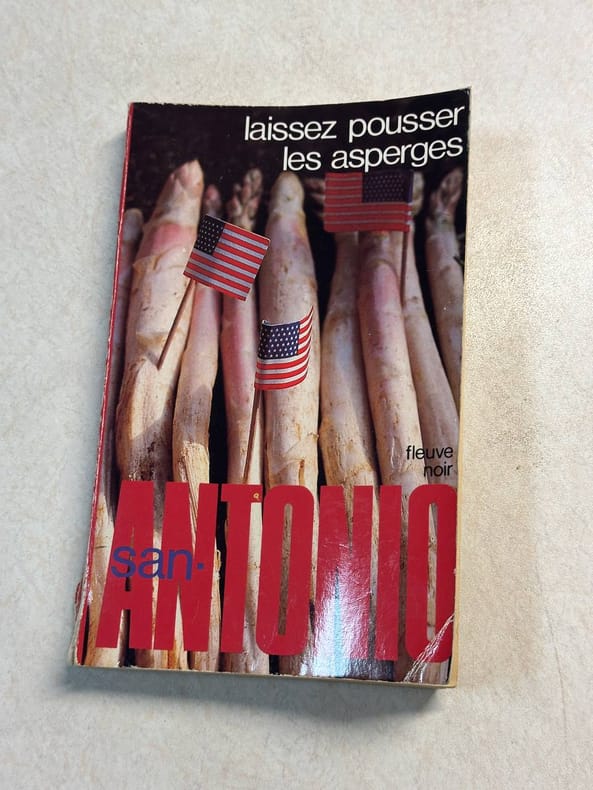 laissez pousser
les asperges
fleuve
noir
san-
ANTONIO